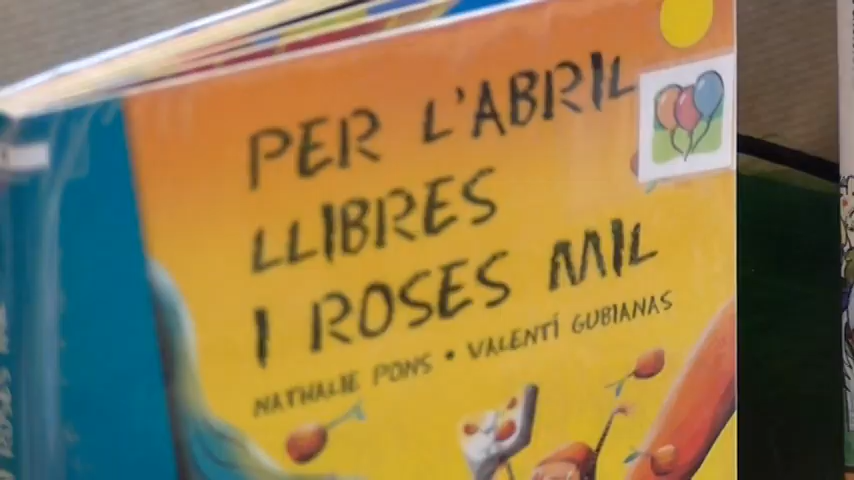 PER L'ABRIL
LLIBRES
I ROSES MIL
NATHALIE PONS • VALENTÍ GUBIANAS